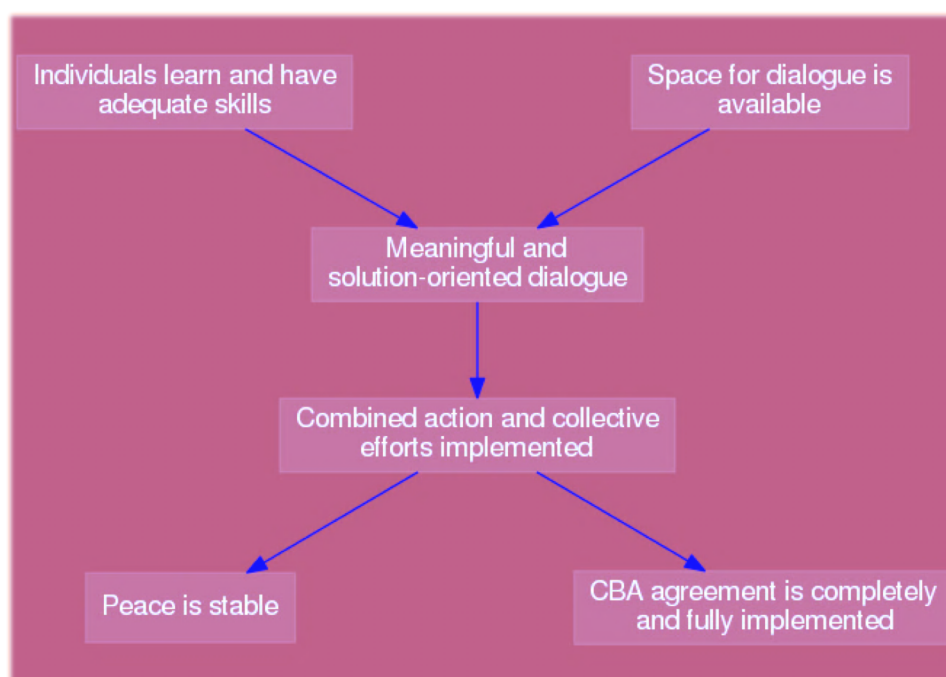 Individuals learn and have
adequate skills
Space for dialogue is
available
Meaningful and
solution-oriented dialogue
Combined action and collective
efforts implemented
Peace is stable
CBA agreement is completely
and fully implemented